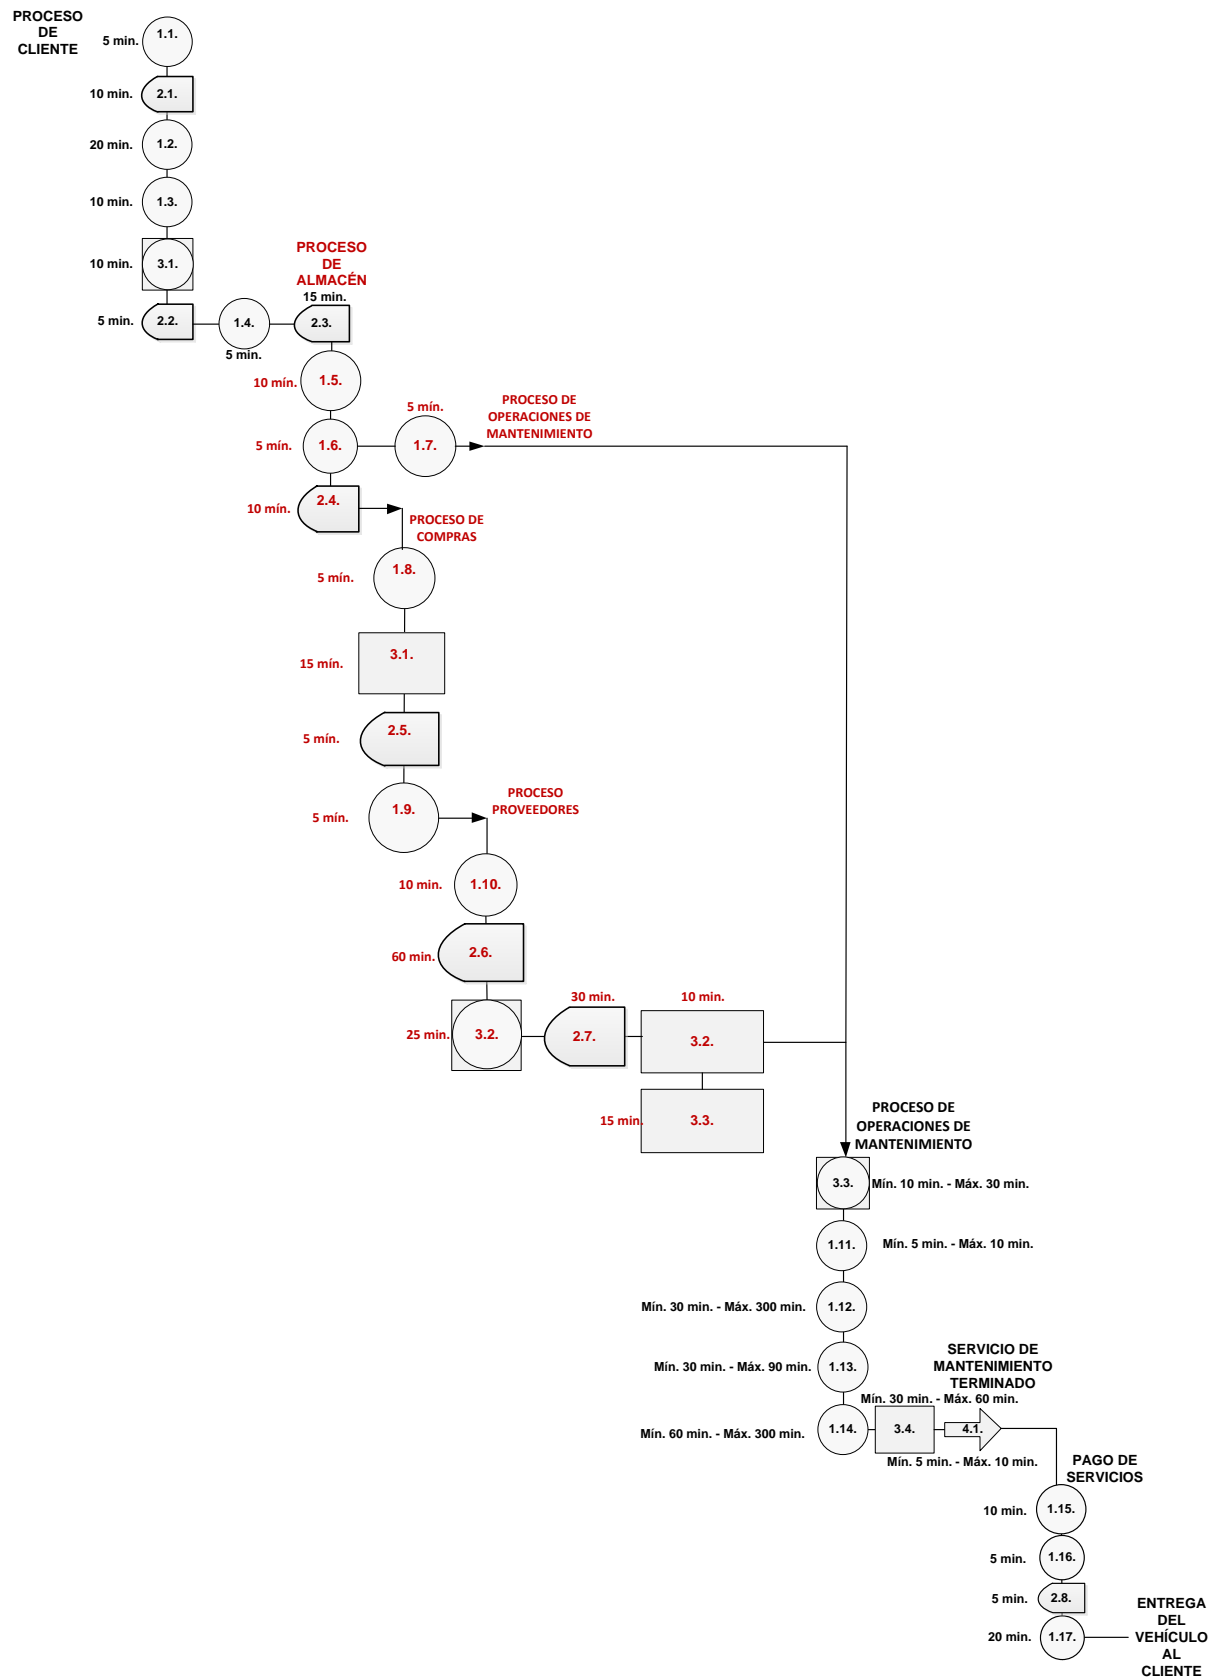 PROCESO
DE
CLIENTE
5 min.
1.1.
10 min.
2.1.
20 min.
1.2.
10 min.
1.3.
10 min.
3.1.
5 min.
2.2.
1.4.
5 min.
PROCESO
DE
ALMACÉN
15 min.
2.3.
10 mín.
1.5.
5 mín.
1.6.
5 mín.
1.7.
PROCESO DE
OPERACIONES DE
MANTENIMIENTO
10 mín.
2.4.
PROCESO DE
COMPRAS
5 mín.
1.8.
15 mín.
3.1.
5 mín.
2.5.
5 mín.
1.9.
PROCESO
PROVEEDORES
10 min.
1.10.
60 min.
2.6.
25 min.
3.2.
30 min.
2.7.
10 min.
3.2.
15 min.
3.3.
PROCESO DE
OPERACIONES DE
MANTENIMIENTO
3.3.
Mín. 10 min. - Máx. 30 min.
1.11.
Mín. 5 min. - Máx. 10 min.
Mín. 30 min. - Máx. 300 min.
1.12.
Mín. 30 min. - Máx. 90 min.
1.13.
SERVICIO DE
MANTENIMIENTO
TERMINADO
Mín. 30 min. - Máx. 60 min.
Mín. 60 min. - Máx. 300 min.
1.14.
3.4.
4.1.
Mín. 5 min. - Máx. 10 min.
PAGO DE
SERVICIOS
10 min.
1.15.
5 min.
1.16.
5 min.
2.8.
20 min.
1.17.
ENTREGA
DEL
VEHÍCULO
AL
CLIENTE